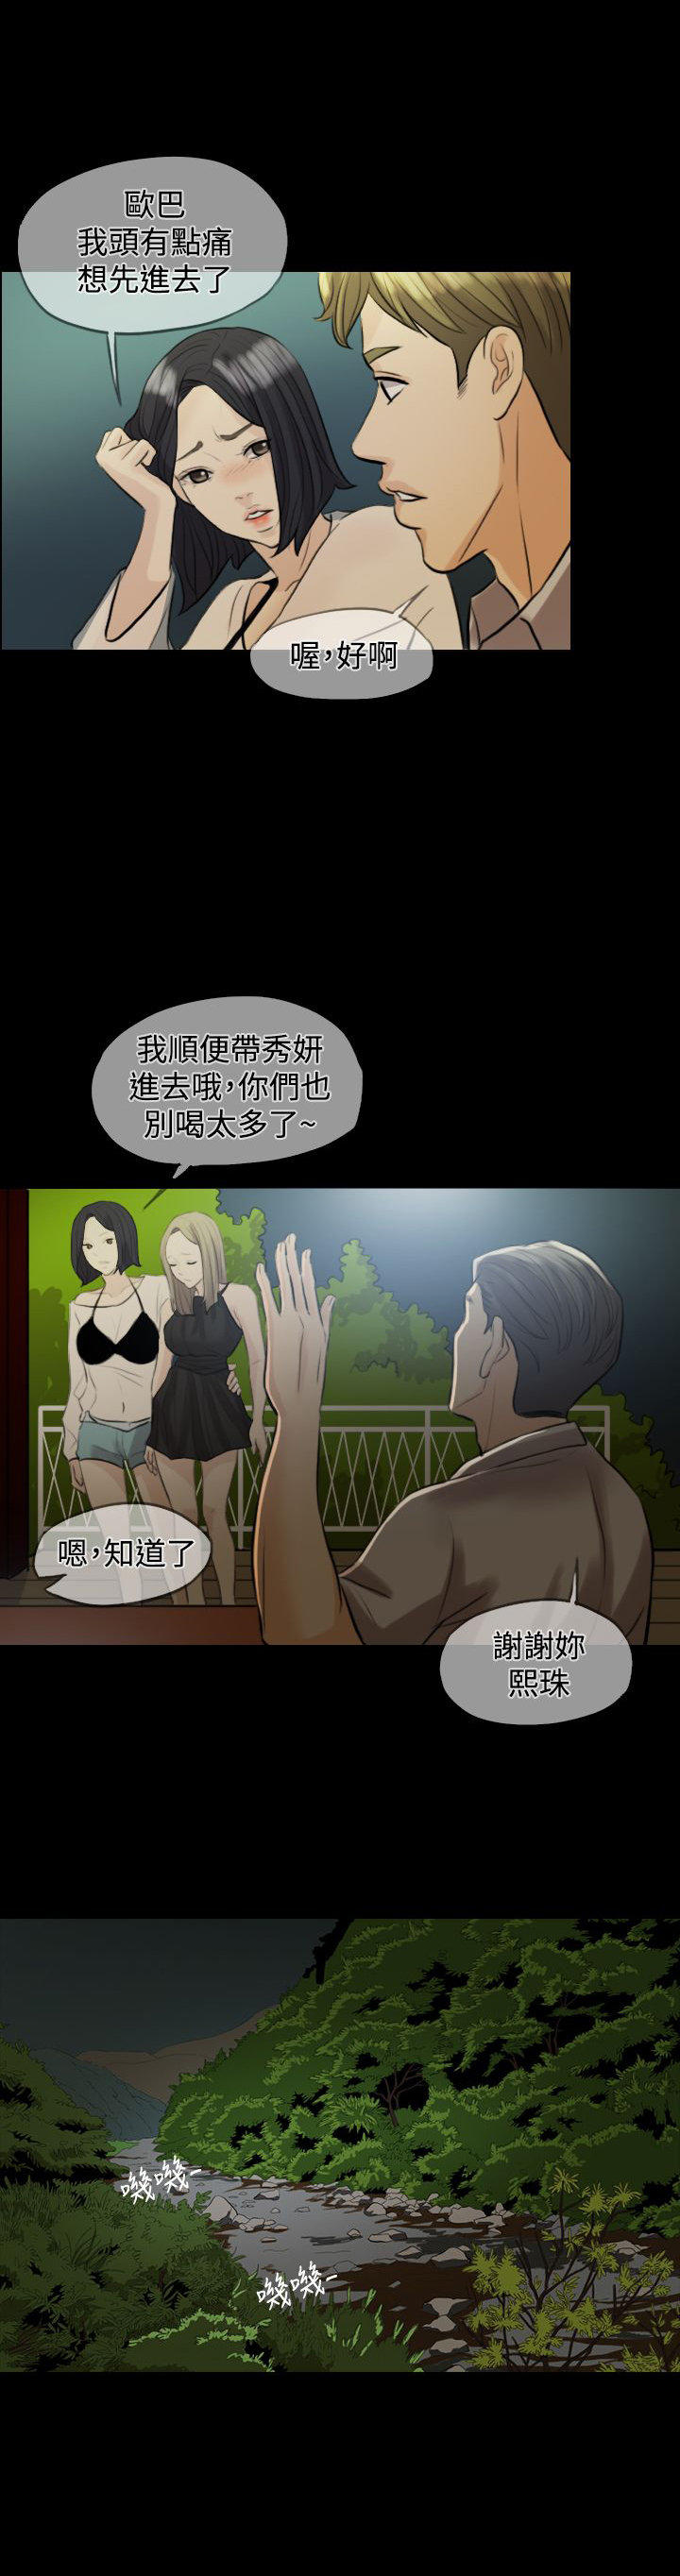 歐巴
我頭有點痛
想先進去了
喔，好啊
我順便帶秀妍
進去哦，你們也
別喝太多了~
嗯，知道了
謝謝妳
熙珠
嘰嘰~
嘰嘰~